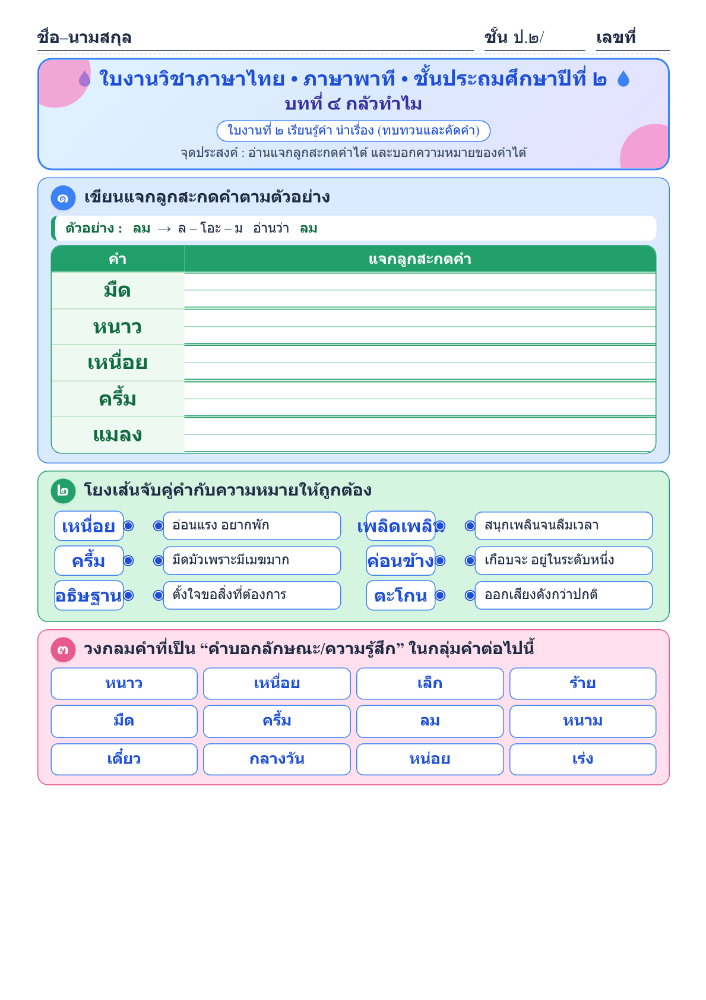 ชื่อ–นามสกุล ชั้น ป.๒/ เลขที่
ใบงานวิชาภาษาไทย • ภาษาพาที • ชั้นประถมศึกษาปีที่ ๒
บทที่ ๔ กลัวทำไม
ใบงานที่ ๒ เรียนรู้คำ นำเรื่อง (ทบทวนและคัดคำ)
จุดประสงค์ : อ่านแจกลูกสะกดคำได้ และบอกความหมายของคำได้
๑ เขียนแจกลูกสะกดคำตามตัวอย่าง
ตัวอย่าง : ลม → ล – โอะ – ม อ่านว่า ลม
คำ แจกลูกสะกดคำ
มืด
หนาว
เหนื่อย
ครึ้ม
แมลง
๒ โยงเส้นจับคู่คำกับความหมายให้ถูกต้อง
เหนื่อย ◉ ◉ อ่อนแรง อยากพัก เพลิดเพลิน ◉ ◉ สนุกเพลินจนลืมเวลา
ครึ้ม ◉ ◉ มืดมัวเพราะมีเมฆมาก ค่อนข้าง ◉ ◉ เกือบจะ อยู่ในระดับหนึ่ง
อธิษฐาน ◉ ◉ ตั้งใจขอสิ่งที่ต้องการ ตะโกน ◉ ◉ ออกเสียงดังกว่าปกติ
๓ วงกลมคำที่เป็น “คำบอกลักษณะ/ความรู้สึก” ในกลุ่มคำต่อไปนี้
หนาว เหนื่อย เล็ก ร้าย
มืด ครึ้ม ลม หนาม
เดี๋ยว กลางวัน หน่อย เร่ง